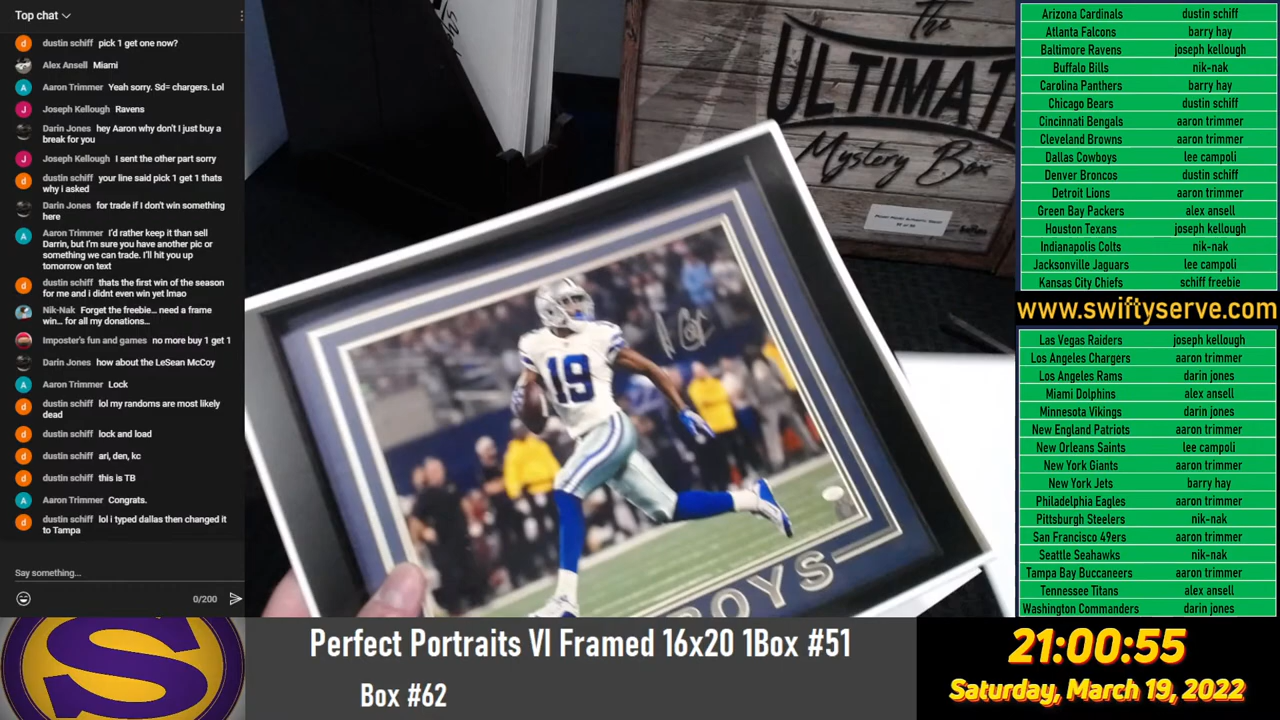 Top chat
dustin schiff pick 1 get one now?
Alex Ansell Miami
Aaron Trimmer Yeah sorry. Sd= chargers. Lol
Joseph Kellough Ravens
Darin Jones hey Aaron why don't I just buy a
break for you
Joseph Kellough I sent the other part sorry
dustin schiff your line said pick 1 get 1 thats
why i asked
Darin Jones for trade if I don't win something
here
Aaron Trimmer I'd rather keep it than sell
Darrin, but I'm sure you have another pic or
something we can trade. I'll hit you up
tomorrow on text
dustin schiff thats the first win of the season
for me and i didnt even win yet lmao
Nik-Nak Forget the freebie... need a frame
win... for all my donations...
Imposter's fun and games no more buy 1 get 1
Darin Jones how about the LeSean McCoy
Aaron Trimmer Lock
dustin schiff lol my randoms are most likely
dead
dustin schiff lock and load
dustin schiff ari, den, kc
dustin schiff this is TB
Aaron Trimmer Congrats.
dustin schiff lol i typed dallas then changed it
to Tampa
Say something...
0/200
The
ULTIMAT
Mystery Box
19
BOYS
Arizona Cardinals dustin schiff
Atlanta Falcons barry hay
Baltimore Ravens joseph kellough
Buffalo Bills nik-nak
Carolina Panthers barry hay
Chicago Bears dustin schiff
Cincinnati Bengals aaron trimmer
Cleveland Browns aaron trimmer
Dallas Cowboys lee campoli
Denver Broncos dustin schiff
Detroit Lions aaron trimmer
Green Bay Packers alex ansell
Houston Texans joseph kellough
Indianapolis Colts nik-nak
Jacksonville Jaguars lee campoli
Kansas City Chiefs schiff freebie
www.swiftyserve.com
Las Vegas Raiders joseph kellough
Los Angeles Chargers aaron trimmer
Los Angeles Rams darin jones
Miami Dolphins alex ansell
Minnesota Vikings darin jones
New England Patriots aaron trimmer
New Orleans Saints lee campoli
New York Giants aaron trimmer
New York Jets barry hay
Philadelphia Eagles aaron trimmer
Pittsburgh Steelers nik-nak
San Francisco 49ers aaron trimmer
Seattle Seahawks nik-nak
Tampa Bay Buccaneers aaron trimmer
Tennessee Titans alex ansell
Washington Commanders darin jones
S
Perfect Portraits VI Framed 16x20 1Box #51
Box #62
21:00:55
Saturday, March 19, 2022